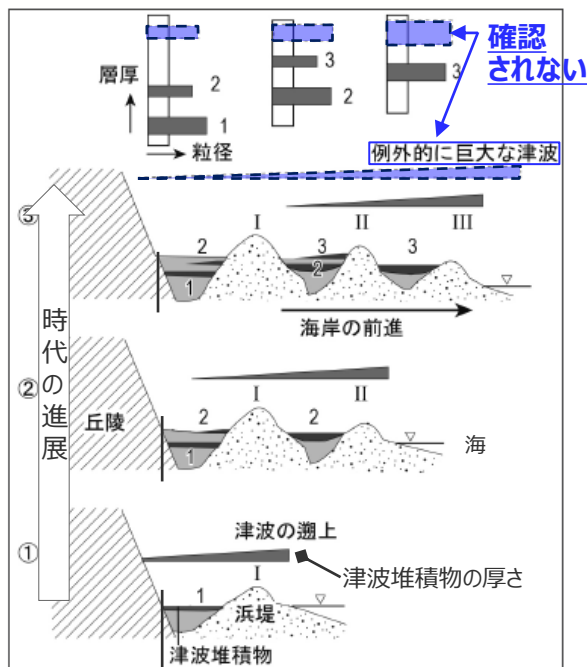 確認
されない
層厚
粒径
2
1
3
2
3
例外的に巨大な津波
③
I
II
III
2
1
3
2
3
海岸の前進
時代の進展
②
丘陵
I
II
2
1
2
海
①
津波の遡上
津波堆積物の厚さ
I
1
浜堤
津波堆積物